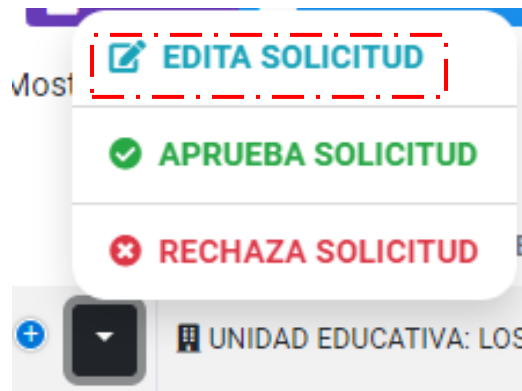 EDITA SOLICITUD
Most
APRUEBA SOLICITUD
RECHAZA SOLICITUD
UNIDAD EDUCATIVA: LOS